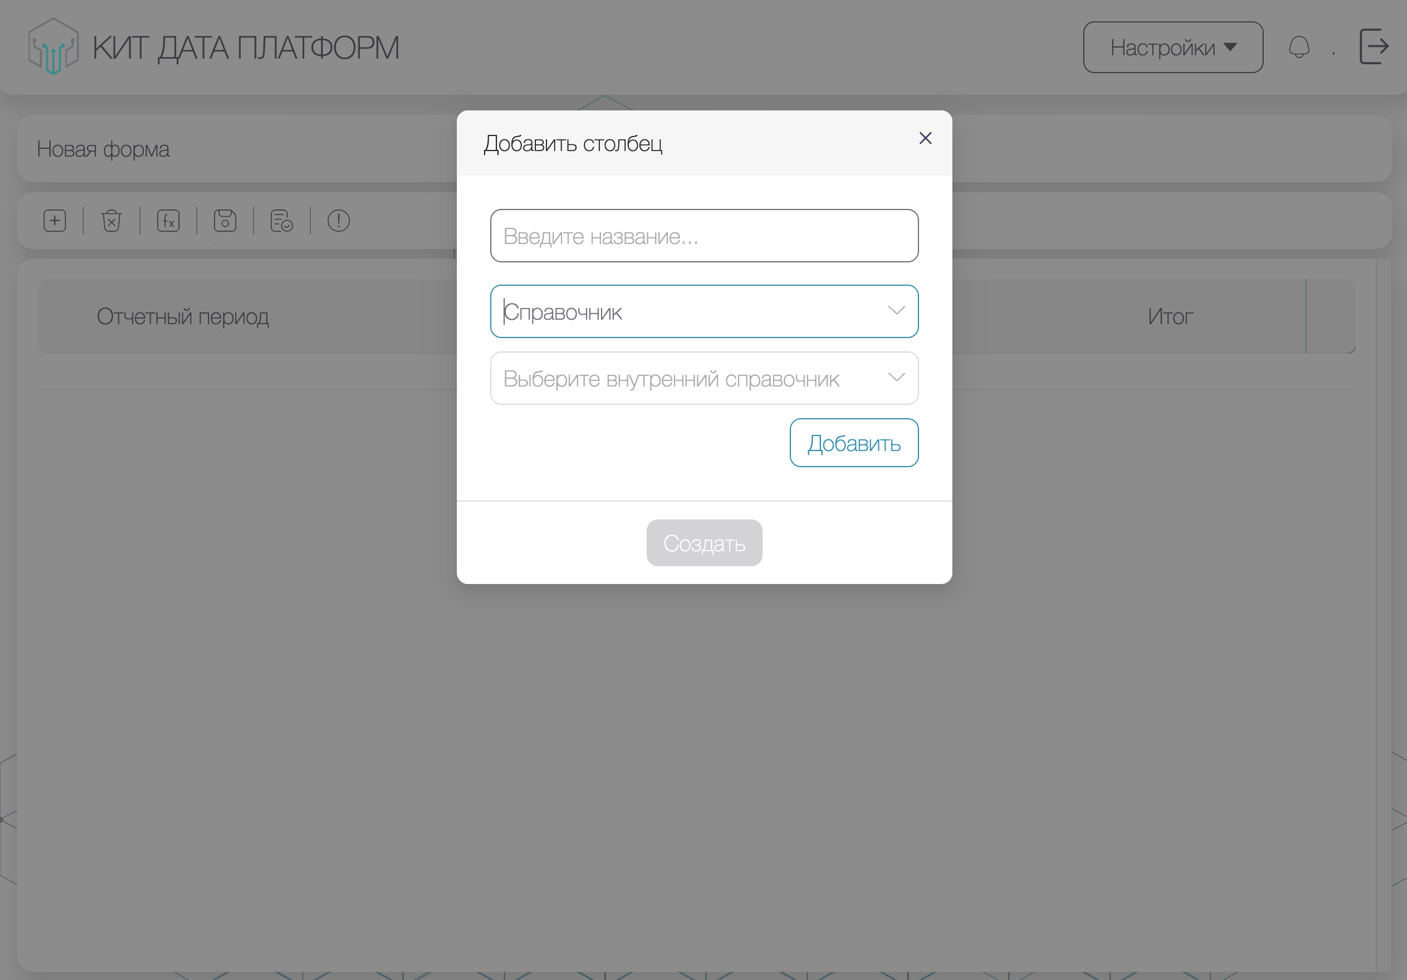 КИТ ДАТА ПЛАТФОРМ
Настройки
.
Новая форма
fx
Отчетный период
Итог
Добавить столбец
Введите название...
Справочник
Выберите внутренний справочник
Добавить
Создать